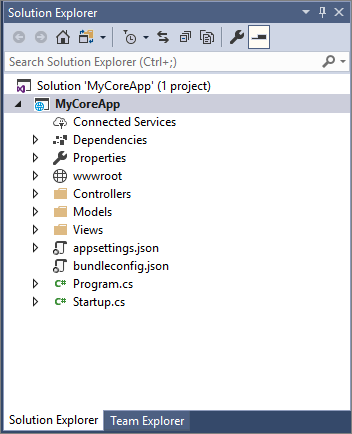 Solution Explorer
Search Solution Explorer (Ctrl+;)
Solution 'MyCoreApp' (1 project)
MyCoreApp
Connected Services
Dependencies
Properties
wwwroot
Controllers
Models
Views
appsettings.json
bundleconfig.json
C# Program.cs
C# Startup.cs
Solution Explorer Team Explorer